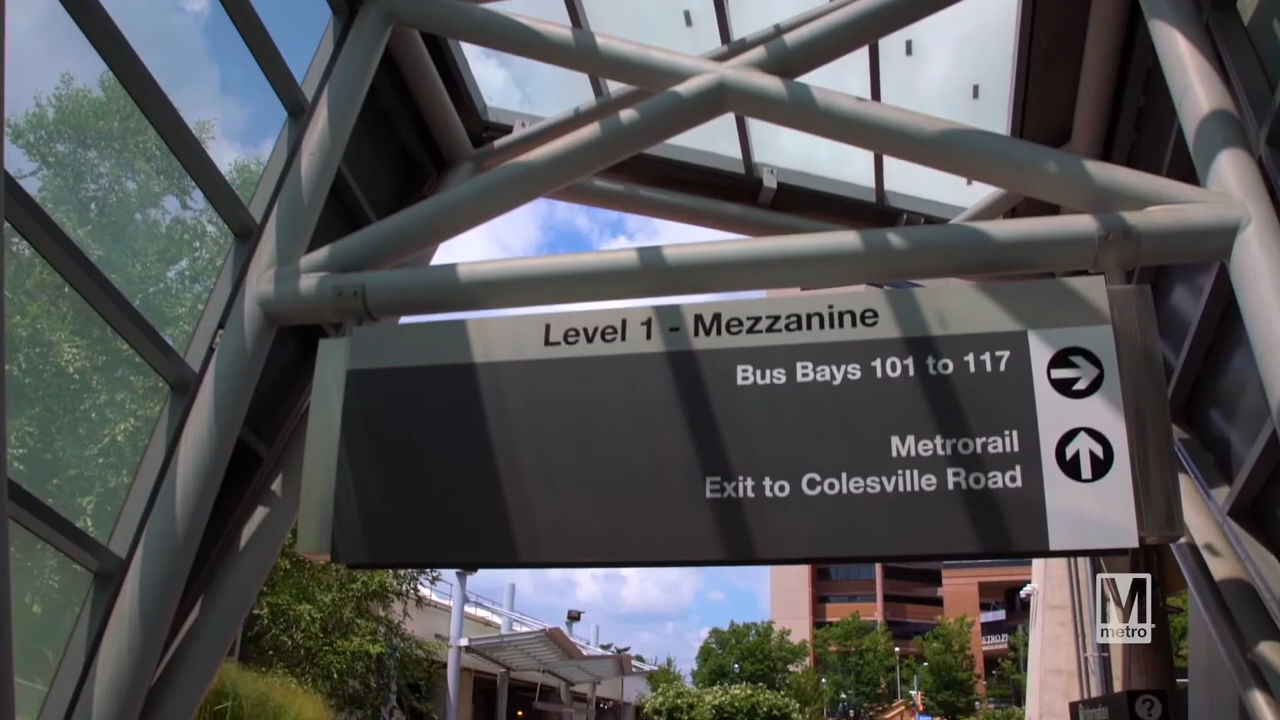 Level 1 - Mezzanine
Bus Bays 101 to 117
Metrorail
Exit to Colesville Road
M
metro
?